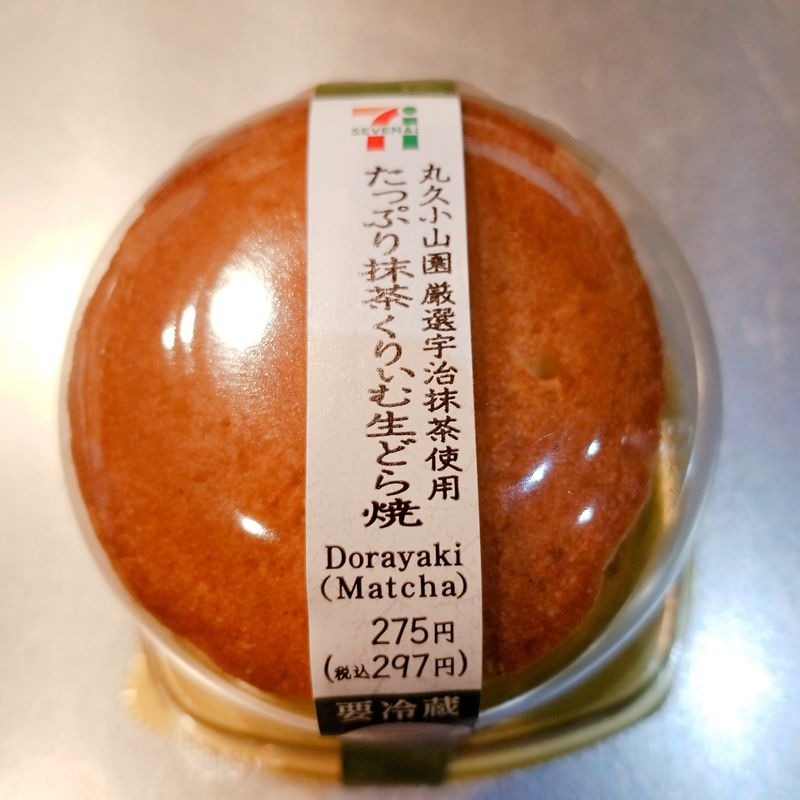 SEVEN&i
丸久小山園厳選宇治抹茶使用
たっぷり抹茶くりぃむ生どら焼
Dorayaki
(Matcha)
275円
(税込297円)
要冷蔵